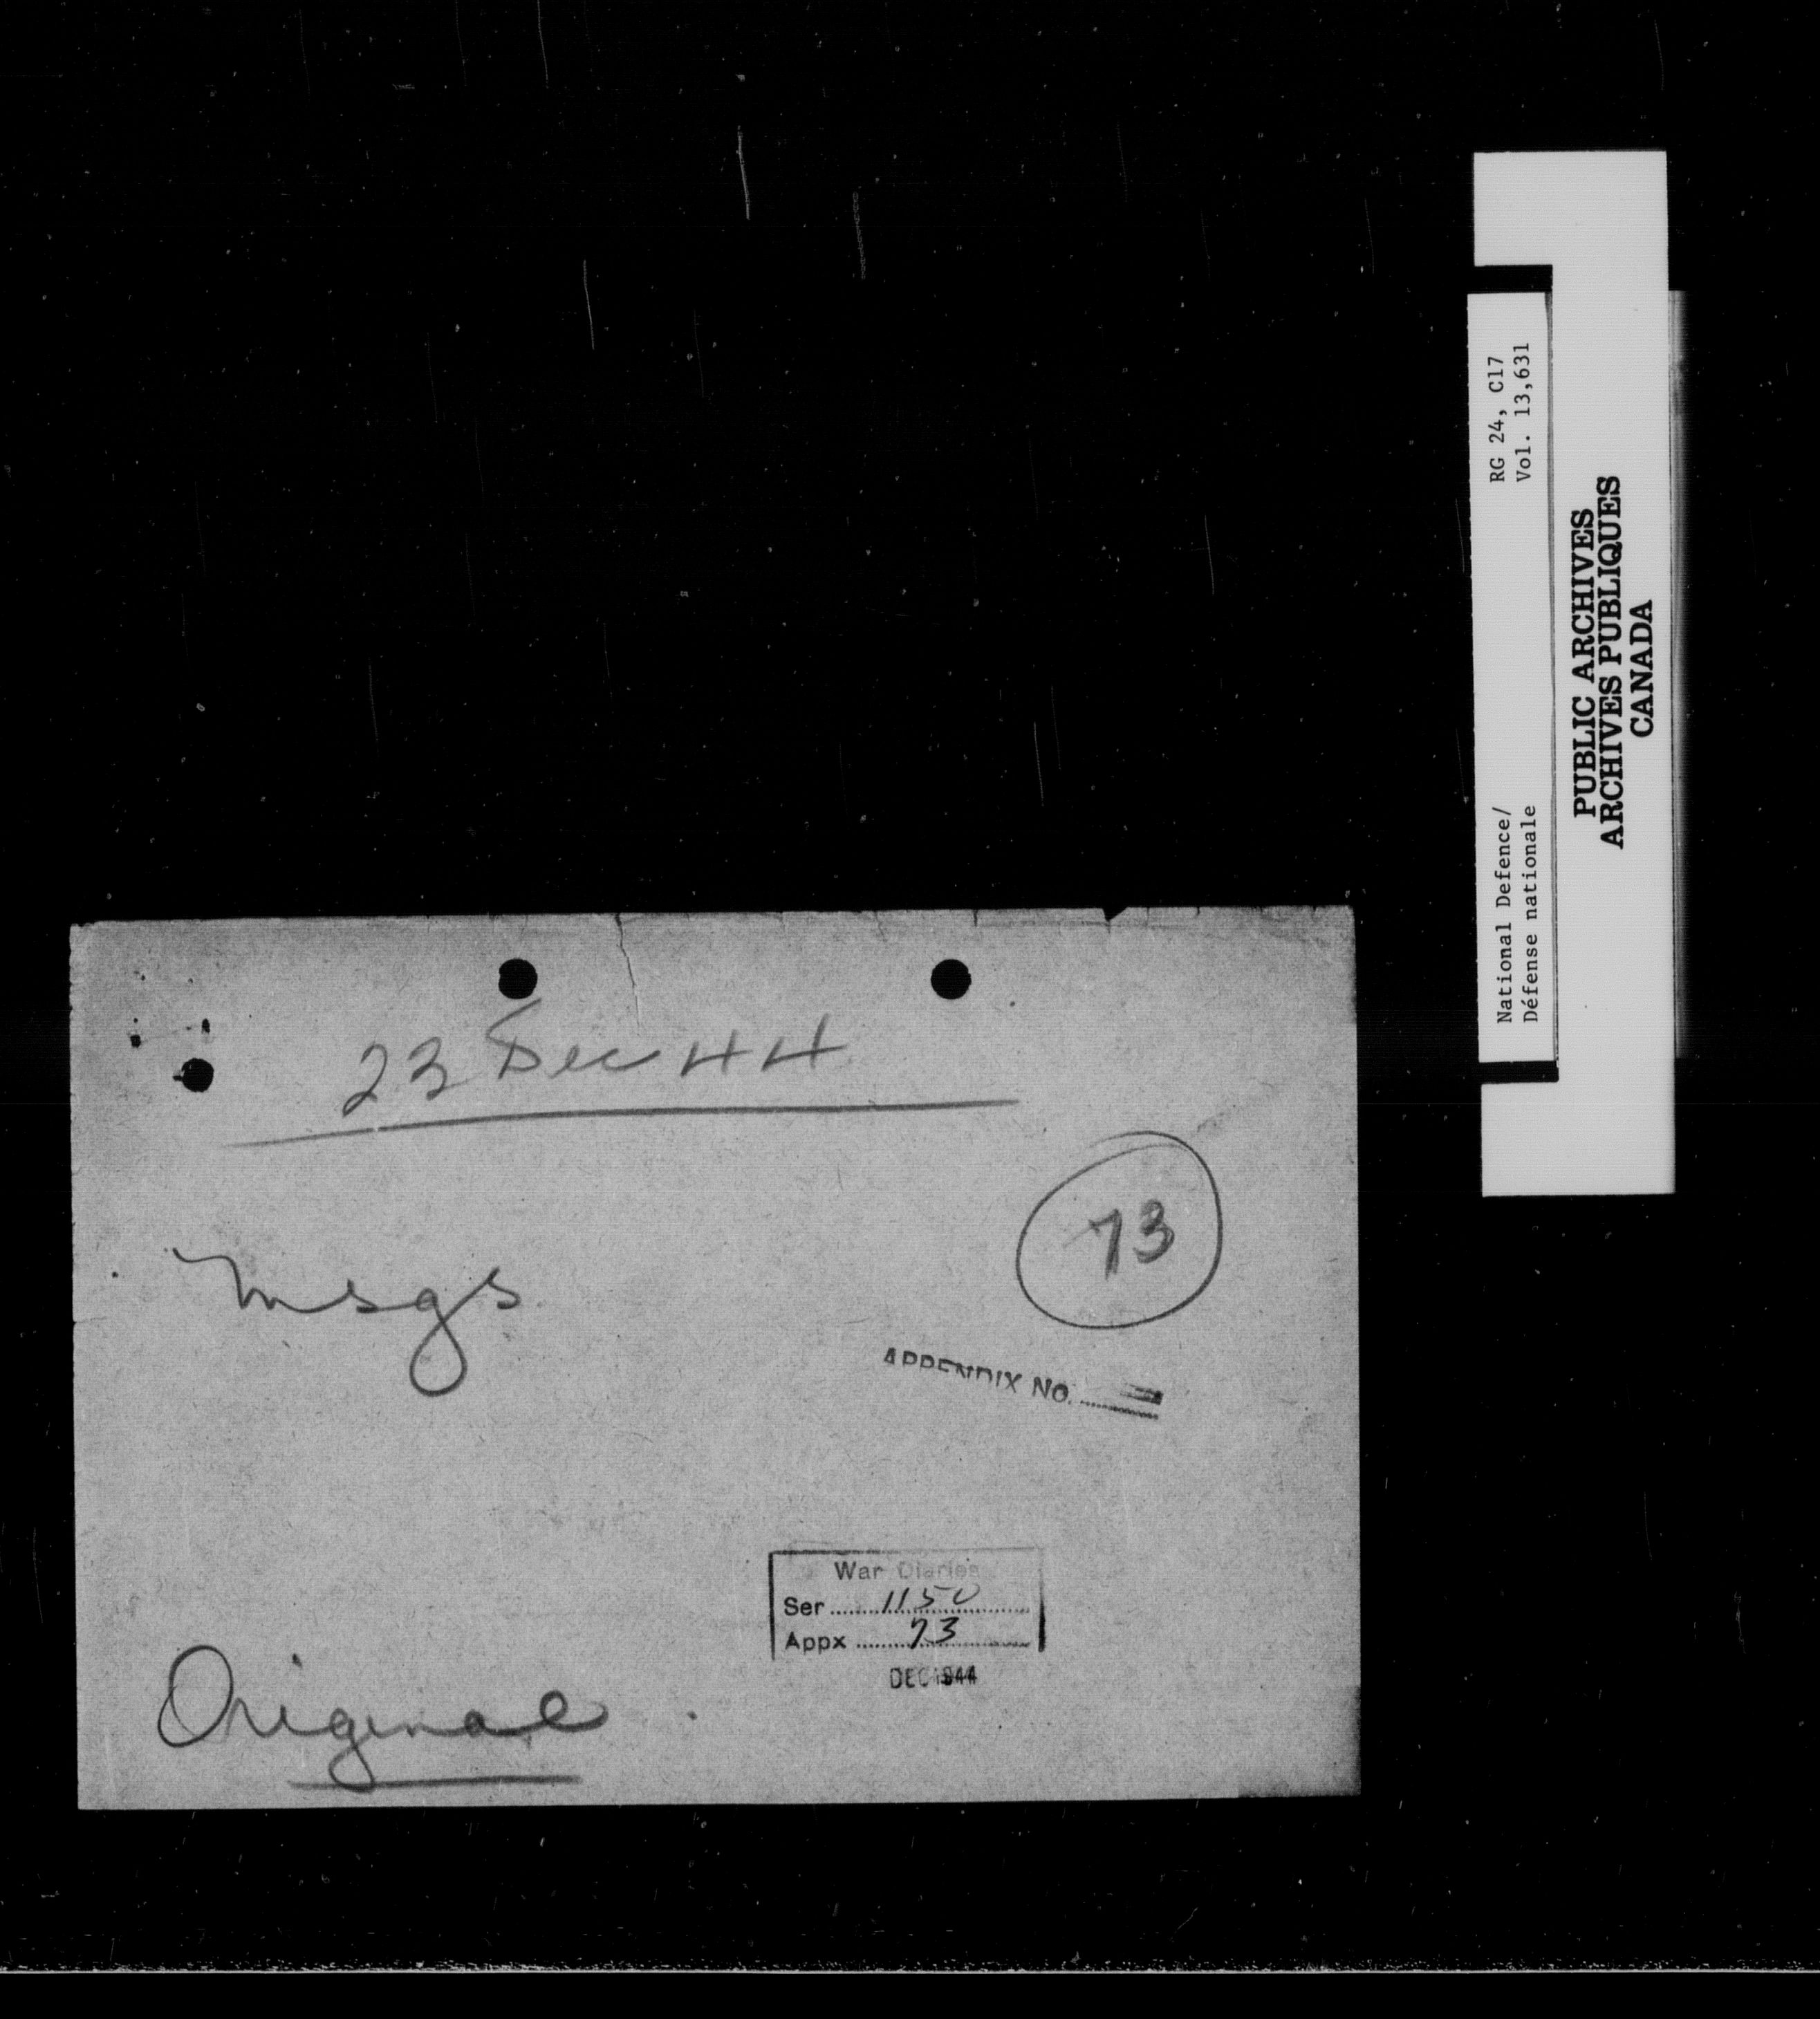 23 Dec 44
73
msgs
APPENDIX No.
War Diaries
Ser 1150
Appx 73
DEC 1944
Original
RG 24, C17
Vol. 13,631
National Defence/
Défense nationale
PUBLIC ARCHIVES
ARCHIVES PUBLIQUES
CANADA